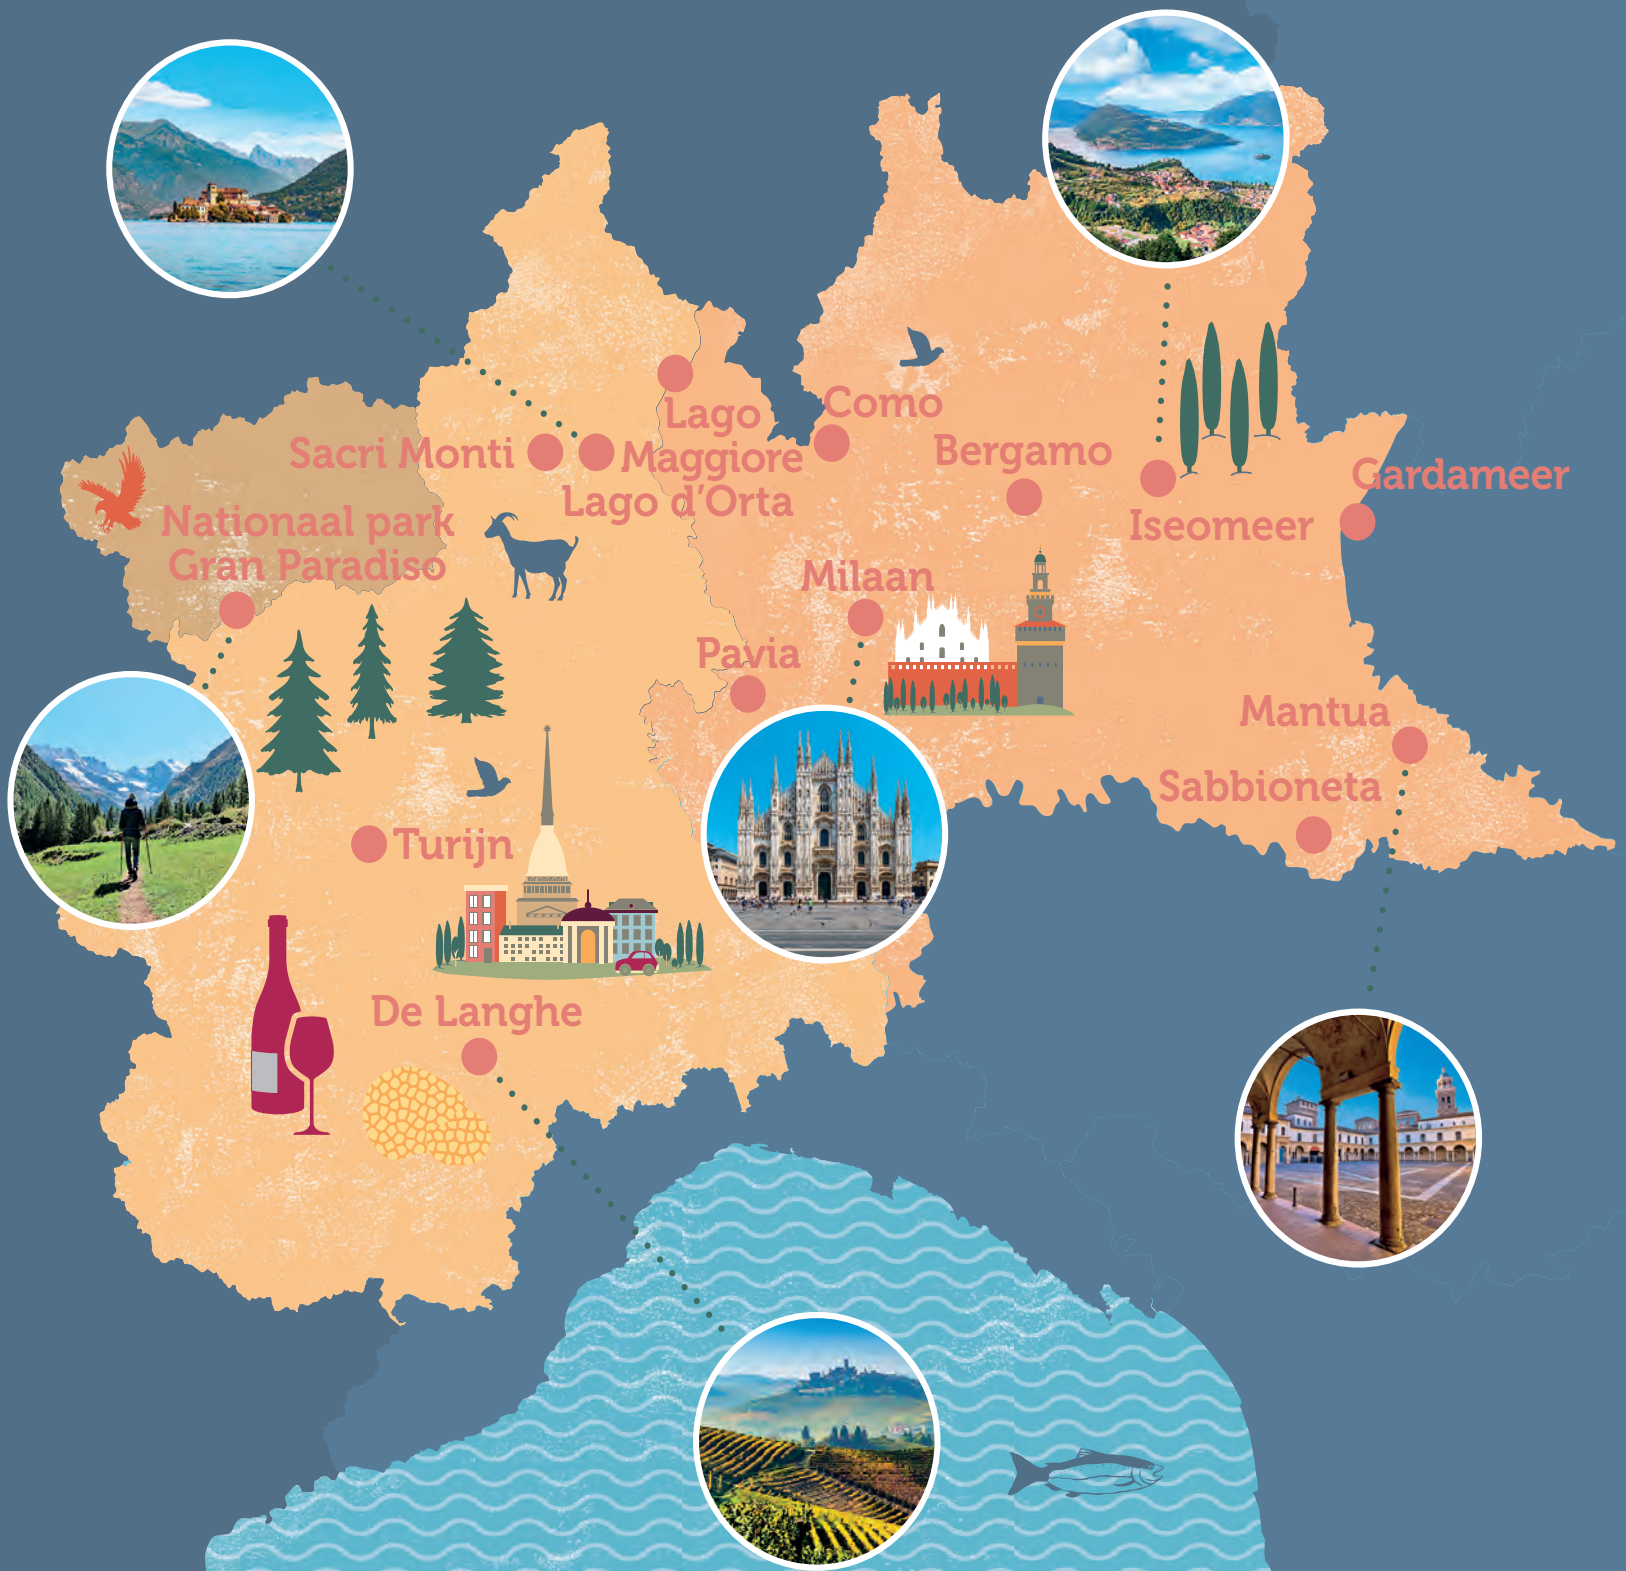 Como
Lago
Maggiore
Lago d'Orta
Sacri Monti
Bergamo
Gardameer
Iseomeer
Nationaal park
Gran Paradiso
Milaan
Pavia
Mantua
Sabbioneta
Turijn
De Langhe